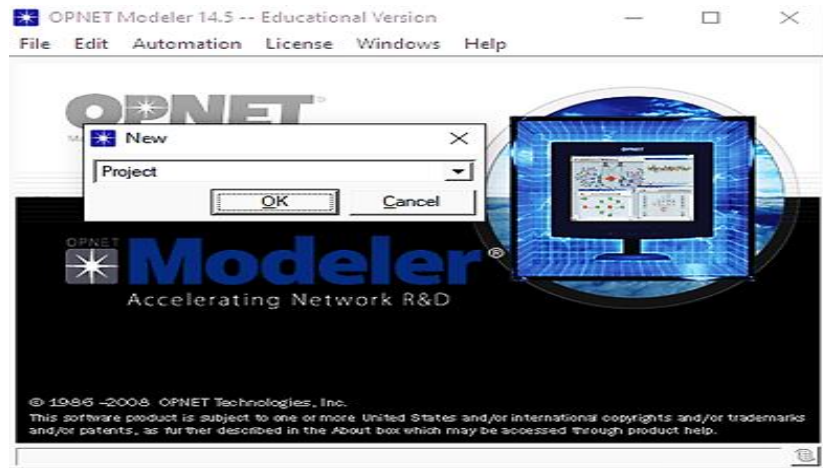 OPNET Modeler 14.5 -- Educational Version
File Edit Automation License Windows Help
OPNET
New
Project
OK Cancel
OPNET
Modeler®
Accelerating Network R&D
© 1986 -2008 OPNET Technologies, Inc.
This software product is subject to one or more United States and/or international copyrights and/or trademarks
and/or patents, as further described in the About box which may be accessed through product help.